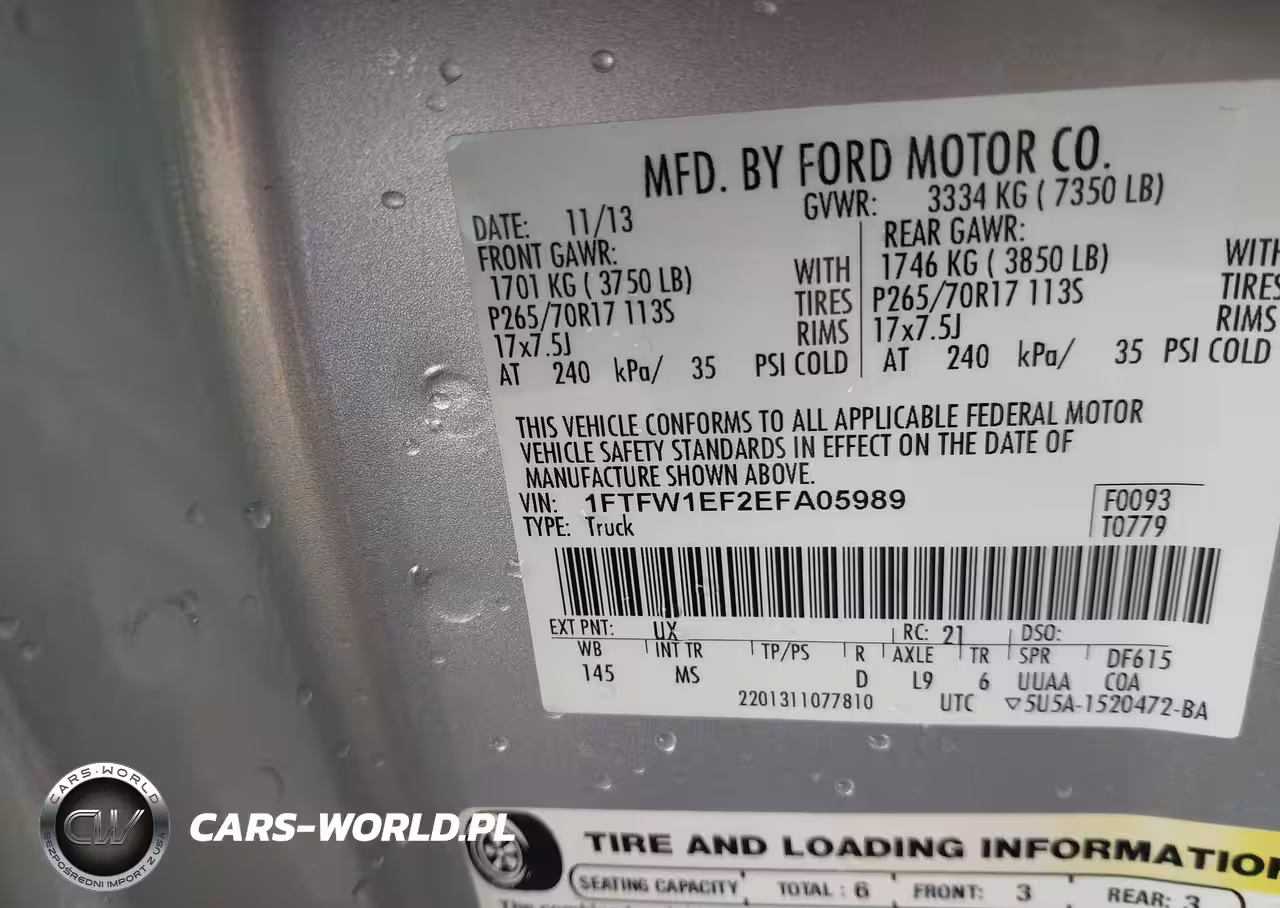 MFD. BY FORD MOTOR CO.
DATE: 11/13 GVWR: 3334 KG ( 7350 LB)
FRONT GAWR: REAR GAWR:
1701 KG ( 3750 LB) WITH 1746 KG ( 3850 LB) WITH
P265/70R17 113S TIRES P265/70R17 113S TIRES
17x7.5J RIMS 17x7.5J RIMS
AT 240 kPa/ 35 PSI COLD AT 240 kPa/ 35 PSI COLD
THIS VEHICLE CONFORMS TO ALL APPLICABLE FEDERAL MOTOR
VEHICLE SAFETY STANDARDS IN EFFECT ON THE DATE OF
MANUFACTURE SHOWN ABOVE.
VIN: 1FTFW1EF2EFA05989 F0093
TYPE: Truck T0779
EXT PNT: UX RC: 21 DSO:
WB INT TR TP/PS R AXLE TR SPR DF615
145 MS D L9 6 UUAA COA
2201311077810 UTC ▽5U5A-1520472-BA
CARS-WORLD
CW
BEZPOŚREDNI IMPORT Z USA
CARS-WORLD.PL
TIRE AND LOADING INFORMATION
SEATING CAPACITY TOTAL : 6 FRONT: 3 REAR: 3